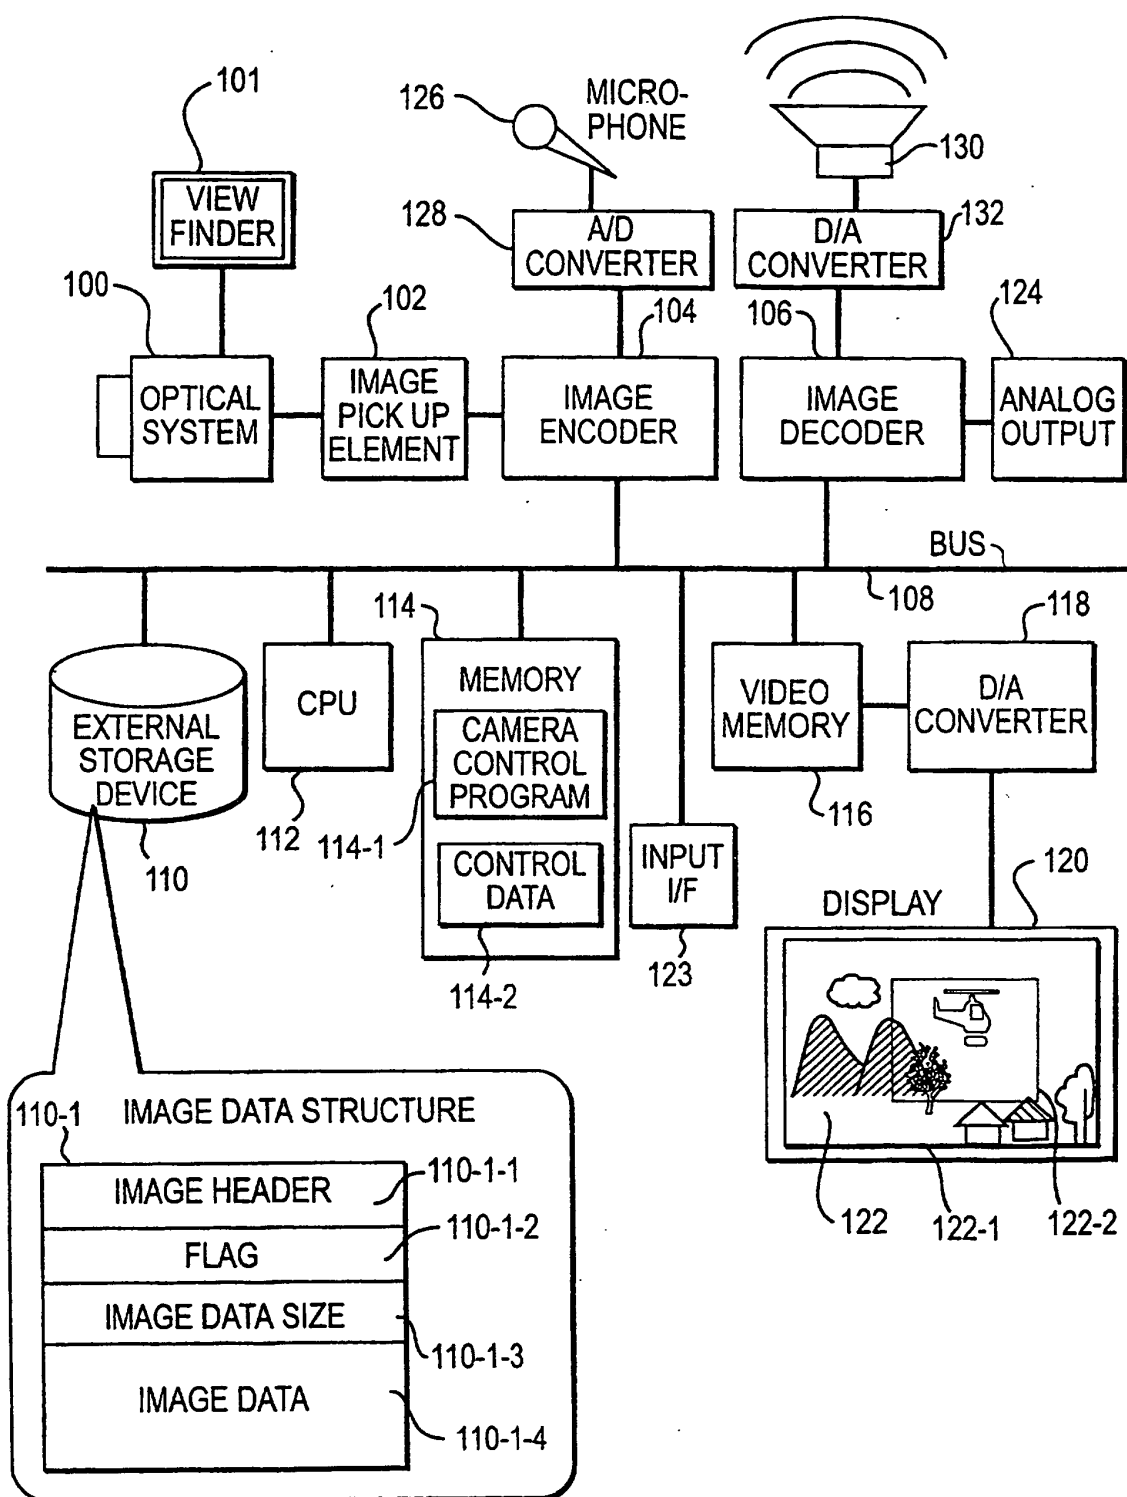 101
126
MICRO-
PHONE
130
VIEW
FINDER
128
A/D
CONVERTER
D/A
CONVERTER
132
100
102
104
106
124
OPTICAL
SYSTEM
IMAGE
PICK UP
ELEMENT
IMAGE
ENCODER
IMAGE
DECODER
ANALOG
OUTPUT
BUS
108
114
118
EXTERNAL
STORAGE
DEVICE
110
CPU
112
MEMORY
CAMERA
CONTROL
PROGRAM
114-1
CONTROL
DATA
114-2
INPUT
I/F
123
VIDEO
MEMORY
116
D/A
CONVERTER
120
DISPLAY
122
122-1
122-2
110-1
IMAGE DATA STRUCTURE
IMAGE HEADER
110-1-1
110-1-2
FLAG
IMAGE DATA SIZE
110-1-3
IMAGE DATA
110-1-4